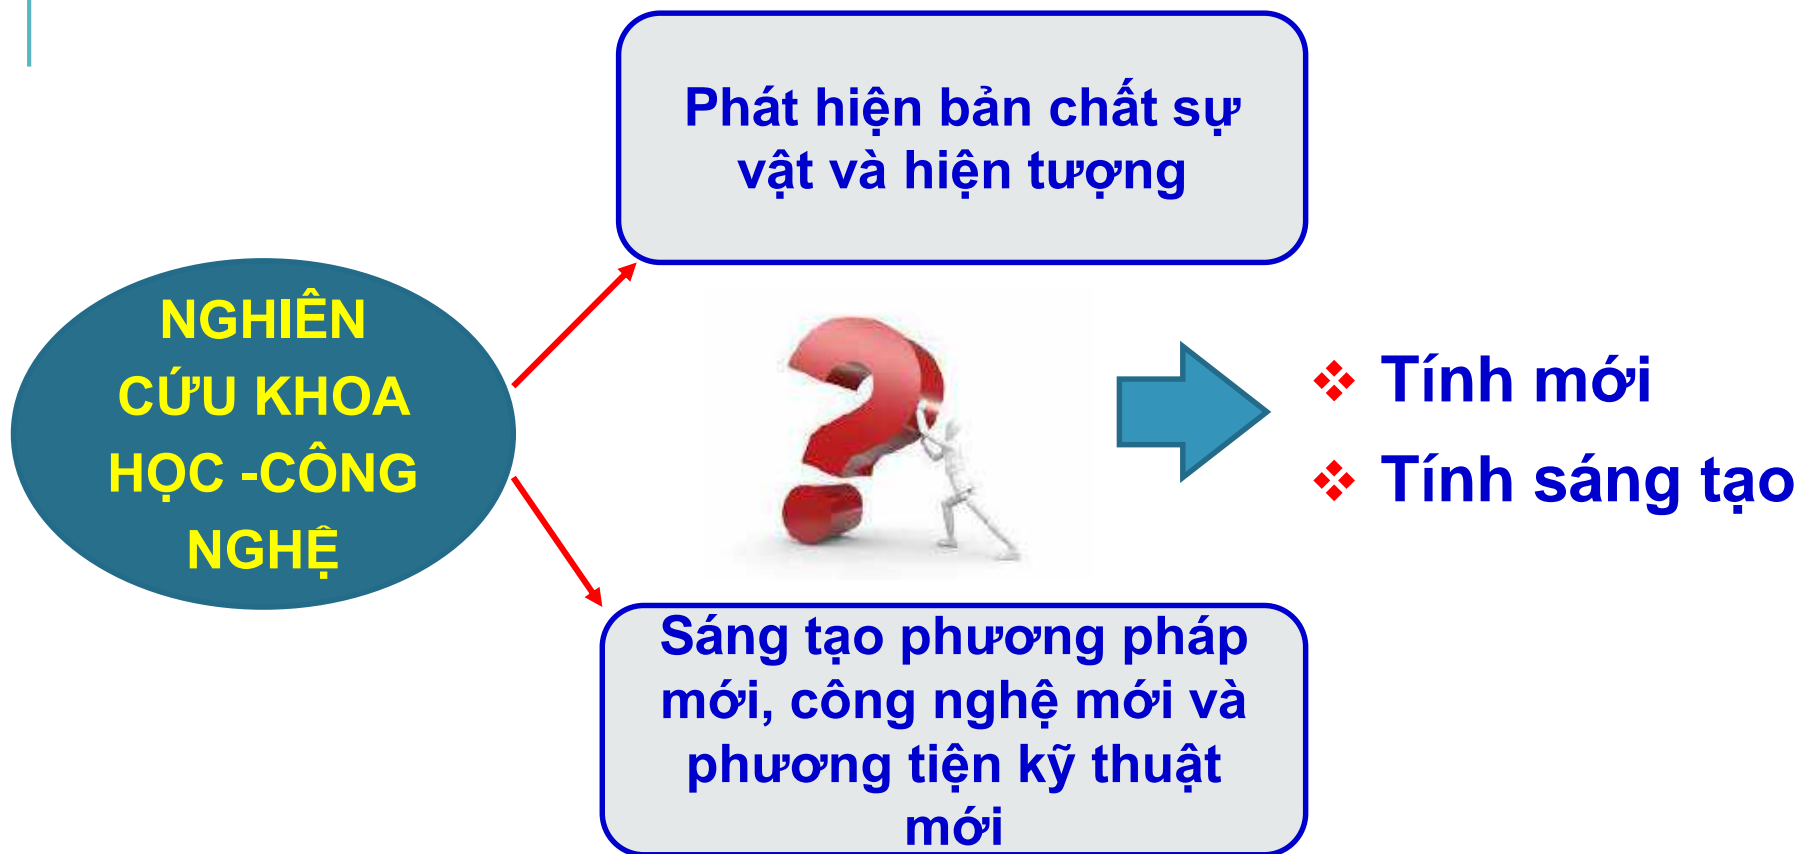 Phát hiện bản chất sự
vật và hiện tượng
NGHIÊN
CỨU KHOA
HỌC -CÔNG
NGHỆ
Tính mới
Tính sáng tạo
Sáng tạo phương pháp
mới, công nghệ mới và
phương tiện kỹ thuật
mới